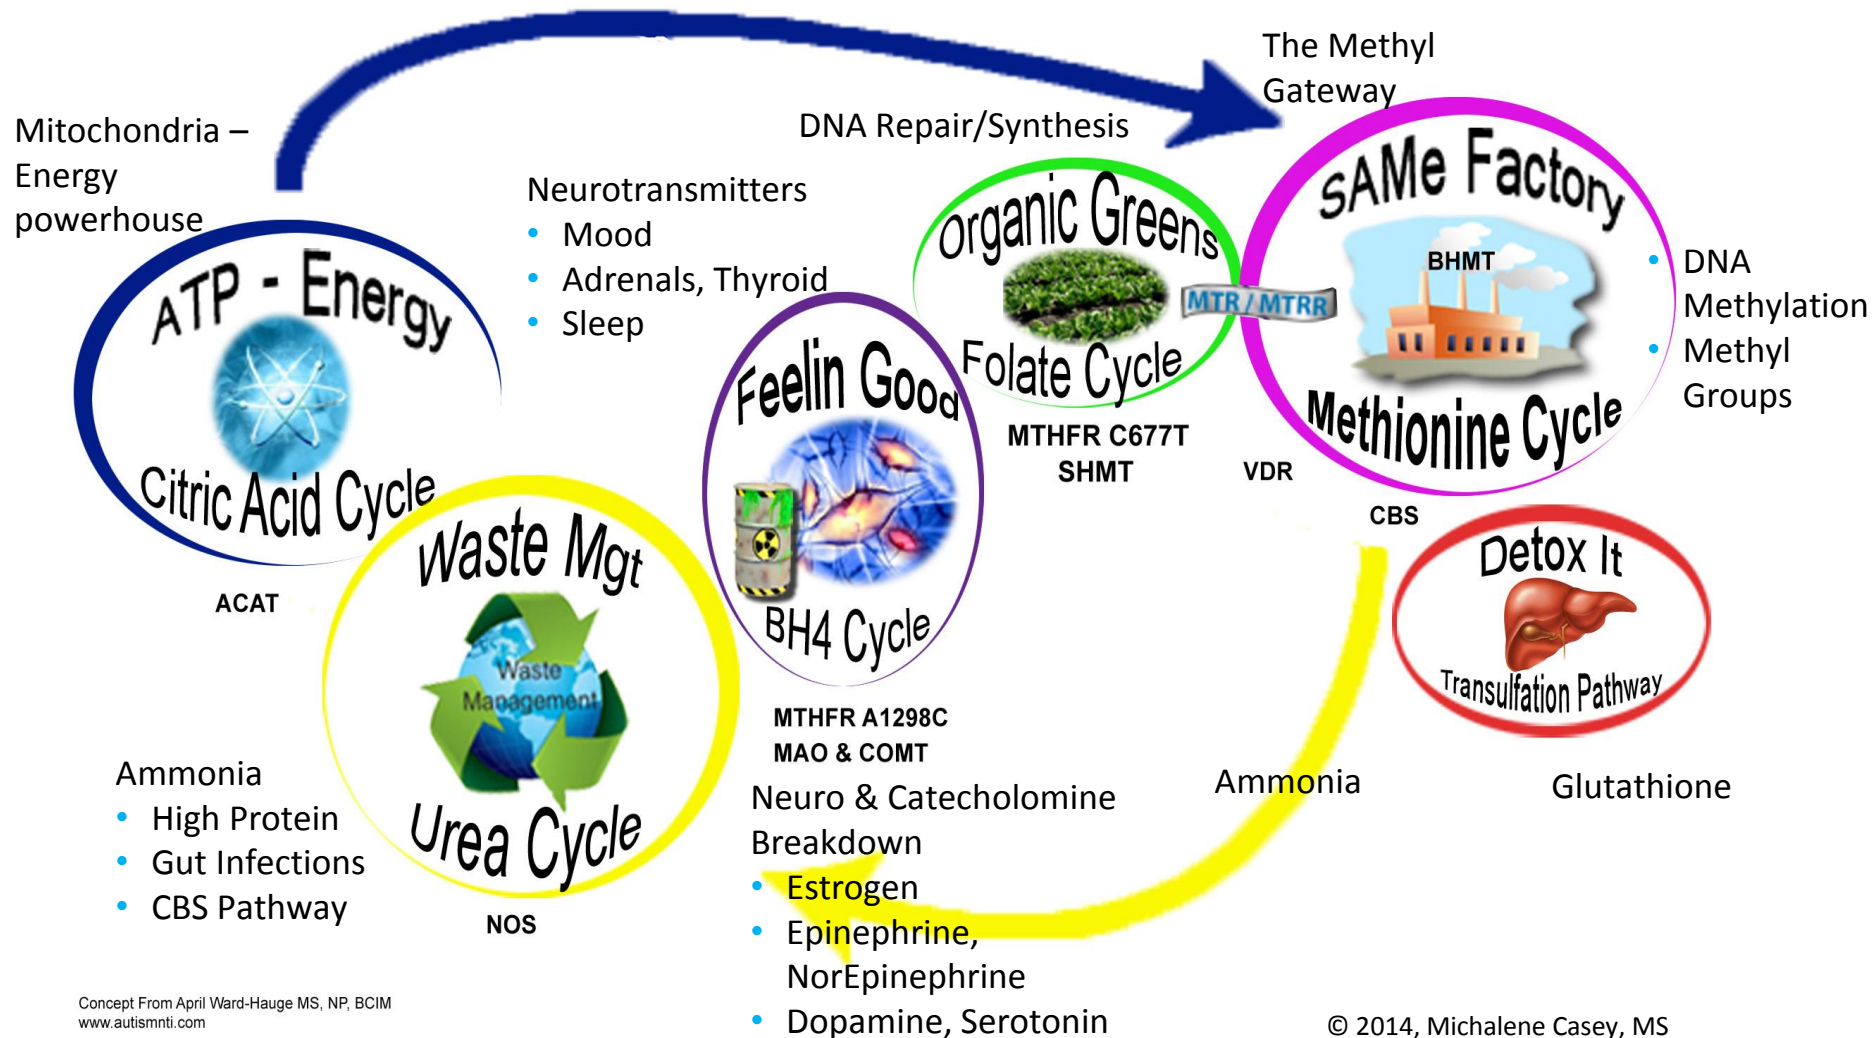 The Methyl
Gateway
Mitochondria –
Energy
powerhouse
DNA Repair/Synthesis
Neurotransmitters
• Mood
• Adrenals, Thyroid
• Sleep
ATP - Energy
Citric Acid Cycle
ACAT
Waste Mgt
Waste
Management
Urea Cycle
NOS
Ammonia
• High Protein
• Gut Infections
• CBS Pathway
Feelin Good
BH4 Cycle
MTHFR A1298C
MAO & COMT
Neuro & Catecholomine
Breakdown
• Estrogen
• Epinephrine,
NorEpinephrine
• Dopamine, Serotonin
Organic Greens
Folate Cycle
MTHFR C677T
SHMT
MTR / MTRR
SAMe Factory
BHMT
Methionine Cycle
• DNA
Methylation
• Methyl
Groups
VDR
CBS
Detox It
Transulfation Pathway
Ammonia
Glutathione
Concept From April Ward-Hauge MS, NP, BCIM
www.autismnti.com
© 2014, Michalene Casey, MS